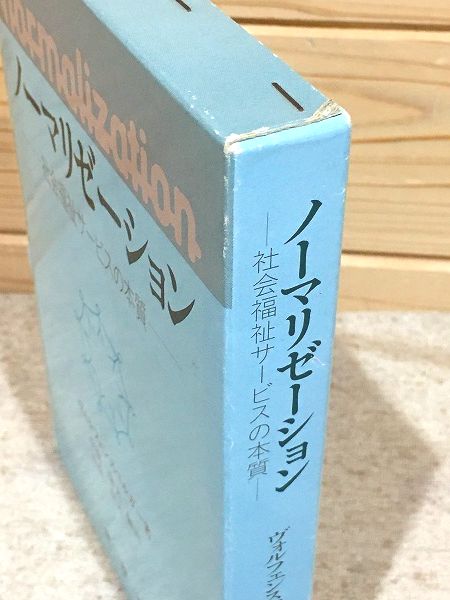 normalization
ノーマリゼーション
社会福祉サービスの本質
ノーマリゼーション
―社会福祉サービスの本質―
ヴォルフェンス